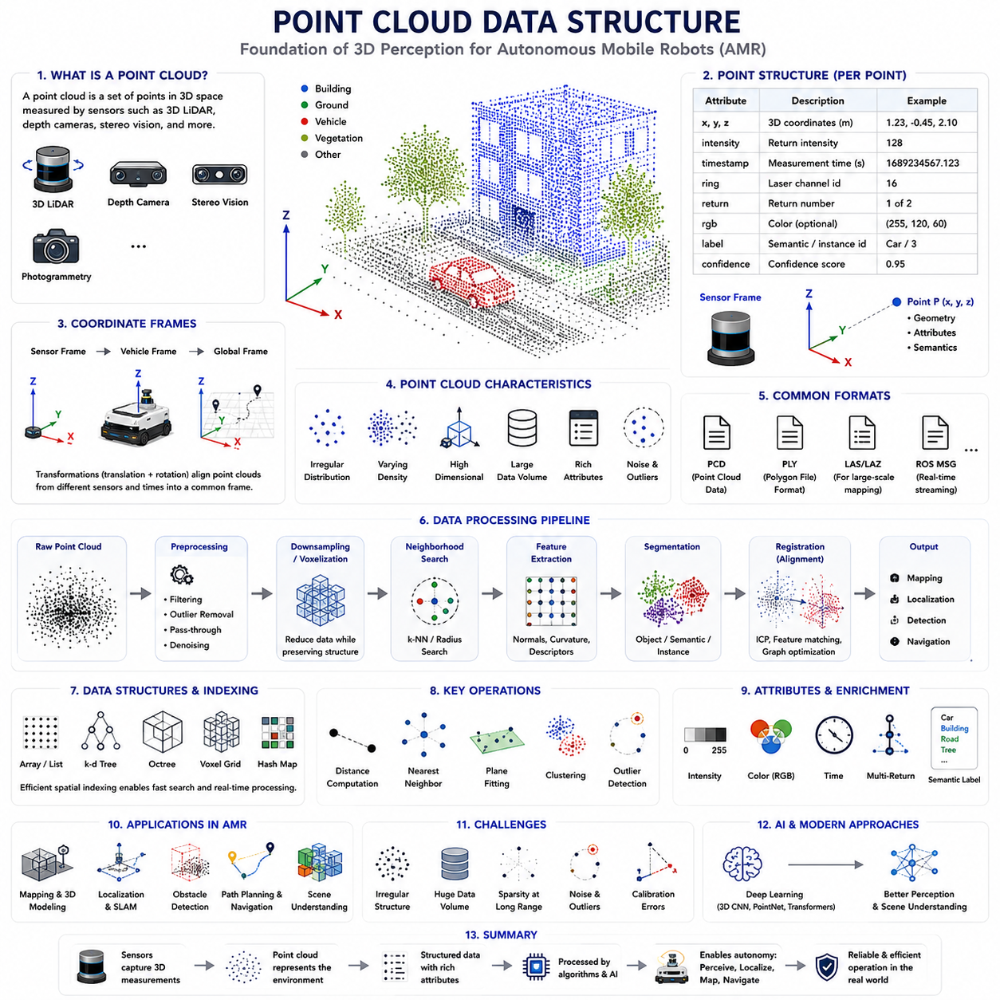 POINT CLOUD DATA STRUCTURE
Foundation of 3D Perception for Autonomous Mobile Robots (AMR)
1. WHAT IS A POINT CLOUD?
A point cloud is a set of points in 3D space
measured by sensors such as 3D LiDAR,
depth cameras, stereo vision, and more.
3D LiDAR
Depth Camera
Stereo Vision
Photogrammetry
...
Building
Ground
Vehicle
Vegetation
Other
Z
Y
X
2. POINT STRUCTURE (PER POINT)
Attribute Description Example
x, y, z 3D coordinates (m) 1.23, -0.45, 2.10
intensity Return intensity 128
timestamp Measurement time (s) 1689234567.123
ring Laser channel id 16
return Return number 1 of 2
rgb Color (optional) (255, 120, 60)
label Semantic / instance id Car / 3
confidence Confidence score 0.95
Sensor Frame
Z
Y
X
Point P (x, y, z)
• Geometry
• Attributes
• Semantics
3. COORDINATE FRAMES
Sensor Frame
Vehicle Frame
Global Frame
Z
Y
X
Z
Z
Y
X
Transformations (translation + rotation) align point clouds
from different sensors and times into a common frame.
4. POINT CLOUD CHARACTERISTICS
Irregular
Distribution
Varying
Density
High
Dimensional
Large
Data Volume
Rich
Attributes
Noise &
Outliers
5. COMMON FORMATS
PCD
(Point Cloud
Data)
PLY
(Polygon File)
Format)
LAS/LAZ
(For large-scale
mapping)
ROS MSG
(Real-time
streaming)
...
6. DATA PROCESSING PIPELINE
Raw Point Cloud
Preprocessing
• Filtering
• Outlier Removal
• Pass-through
• Denoising
Downsampling
/ Voxelization
Reduce data while
preserving structure
Neighborhood
Search
k-NN / Radius
Search
Feature
Extraction
Normals, Curvature,
Descriptors
Segmentation
Object / Semantic /
Instance
Registration
(Alignment)
ICP, Feature matching,
Graph optimization
Output
Mapping
Localization
Detection
Navigation
7. DATA STRUCTURES & INDEXING
Array / List
k-d Tree
Octree
Voxel Grid
Hash Map
Efficient spatial indexing enables fast search and real-time processing.
8. KEY OPERATIONS
Distance
Computation
Nearest
Neighbor
Plane
Fitting
Clustering
Outlier
Detection
9. ATTRIBUTES & ENRICHMENT
0 255
Intensity
Color (RGB)
Time
Multi-Return
Car
Building
Road
Tree
...
Semantic Label
10. APPLICATIONS IN AMR
Mapping & 3D
Modeling
Localization
& SLAM
Obstacle
Detection
Path Planning &
Navigation
Scene
Understanding
11. CHALLENGES
Irregular
Structure
Huge Data
Volume
Sparsity at
Long Range
Noise &
Outliers
Calibration
Errors
12. AI & MODERN APPROACHES
Deep Learning
(3D CNN, PointNet, Transformers)
Better Perception
& Scene Understanding
13. SUMMARY
Sensors
capture 3D
measurements
Point cloud
represents the
environment
Structured data
with rich
attributes
Processed by
algorithms & AI
Enables autonomy:
Perceive, Localize,
Map, Navigate
Reliable & efficient
operation in the
real world